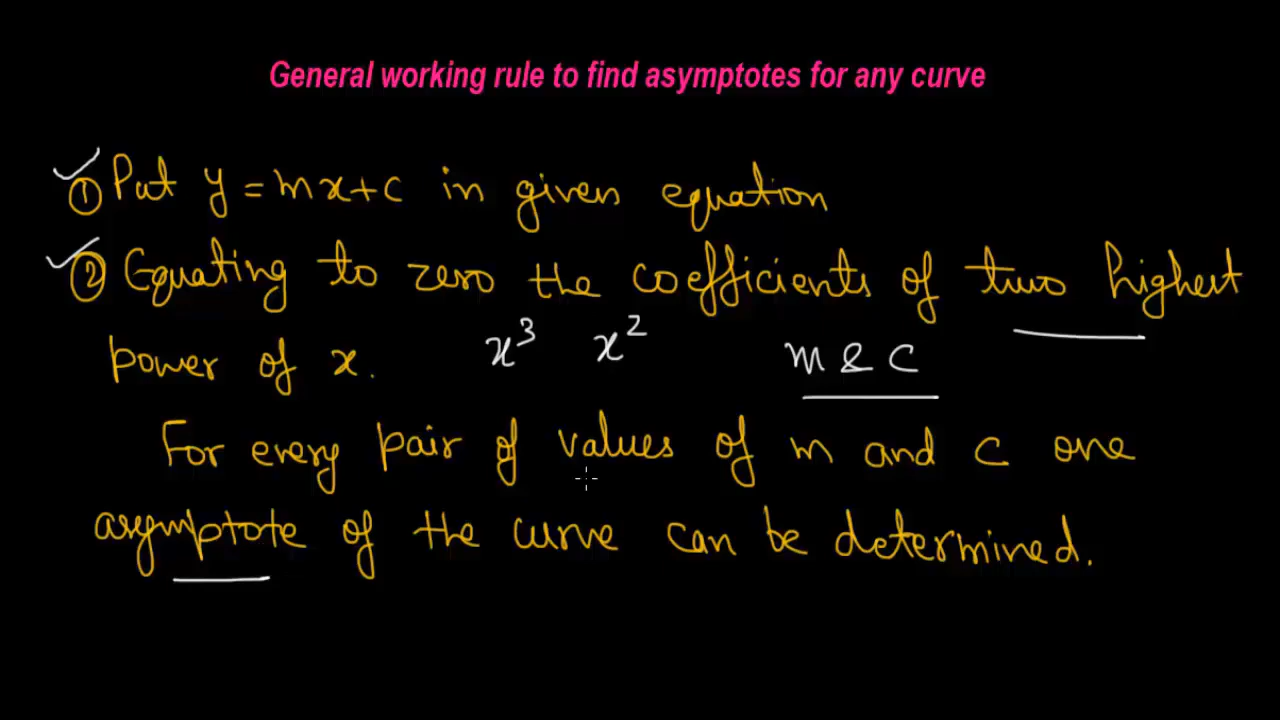 General working rule to find asymptotes for any curve
① Put y = mx+c in given equation
② Equating to zero the coefficients of two highest
power of x. x³ x² m & c
For every pair of values of m and c one
asymptote of the curve can be determined.